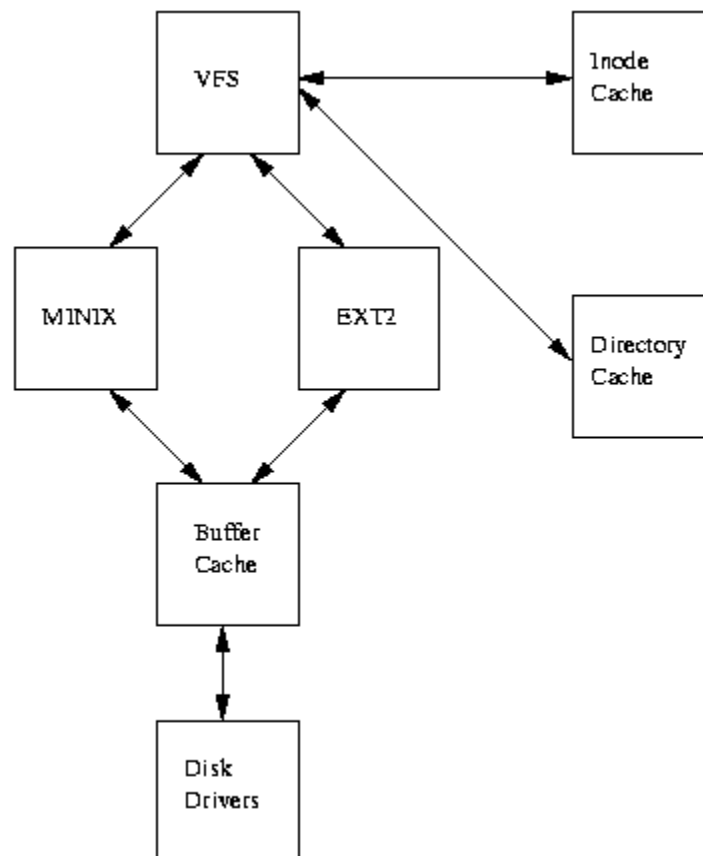 VFS
Inode
Cache
MINIX
EXT2
Directory
Cache
Buffer
Cache
Disk
Drivers